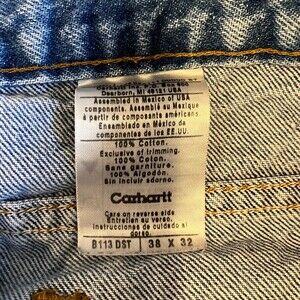 Dearborn, MI 48121 USA
Assembled in Mexico of USA
components. Assemblé au Mexique
à partir de composants américains
Ensamblado en México de
componentes de los EE.UU.
100% Cotton.
Exclusive of trimming.
100% Coton.
Sans garniture.
100% Algodón.
Sin incluir adornos.
Carhartt
Care on reverse side
Entretien au verso.
Instrucciones de cuidado al
dorso.
B113 DST 38 X 32